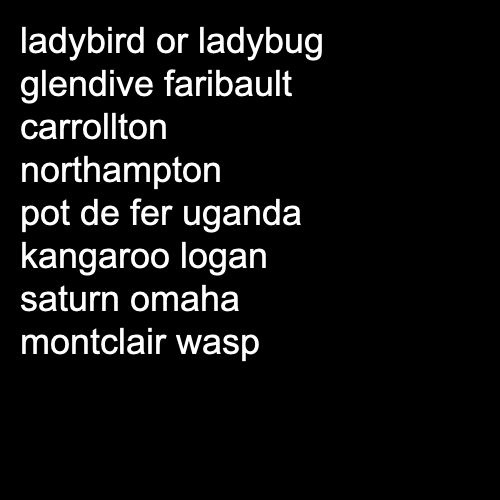 ladybird or ladybug
glendive faribault
carrollton
northampton
pot de fer uganda
kangaroo logan
saturn omaha
montclair wasp